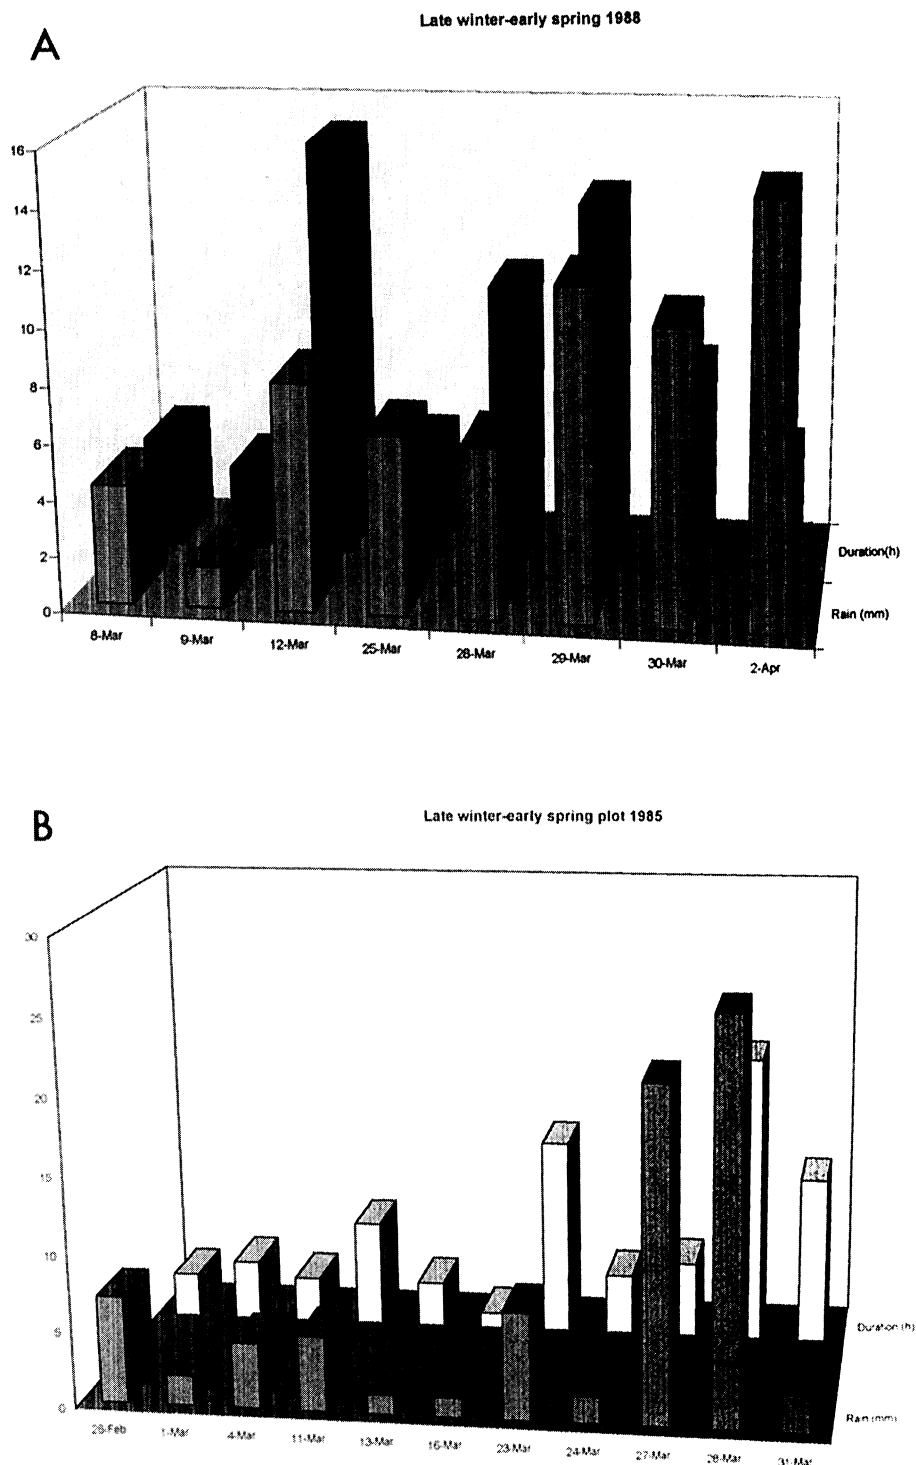 Late winter-early spring 1988
A
16
14
12
10
8
6
4
2
0
Duration(h)
Rain (mm)
8-Mar 9-Mar 12-Mar 25-Mar 28-Mar 29-Mar 30-Mar 2-Apr
Late winter-early spring plot 1985
B
30
25
20
15
10
5
0
Duration (h)
Rain (mm)
28-Feb 1-Mar 4-Mar 11-Mar 13-Mar 16-Mar 23-Mar 24-Mar 27-Mar 28-Mar 31-Mar